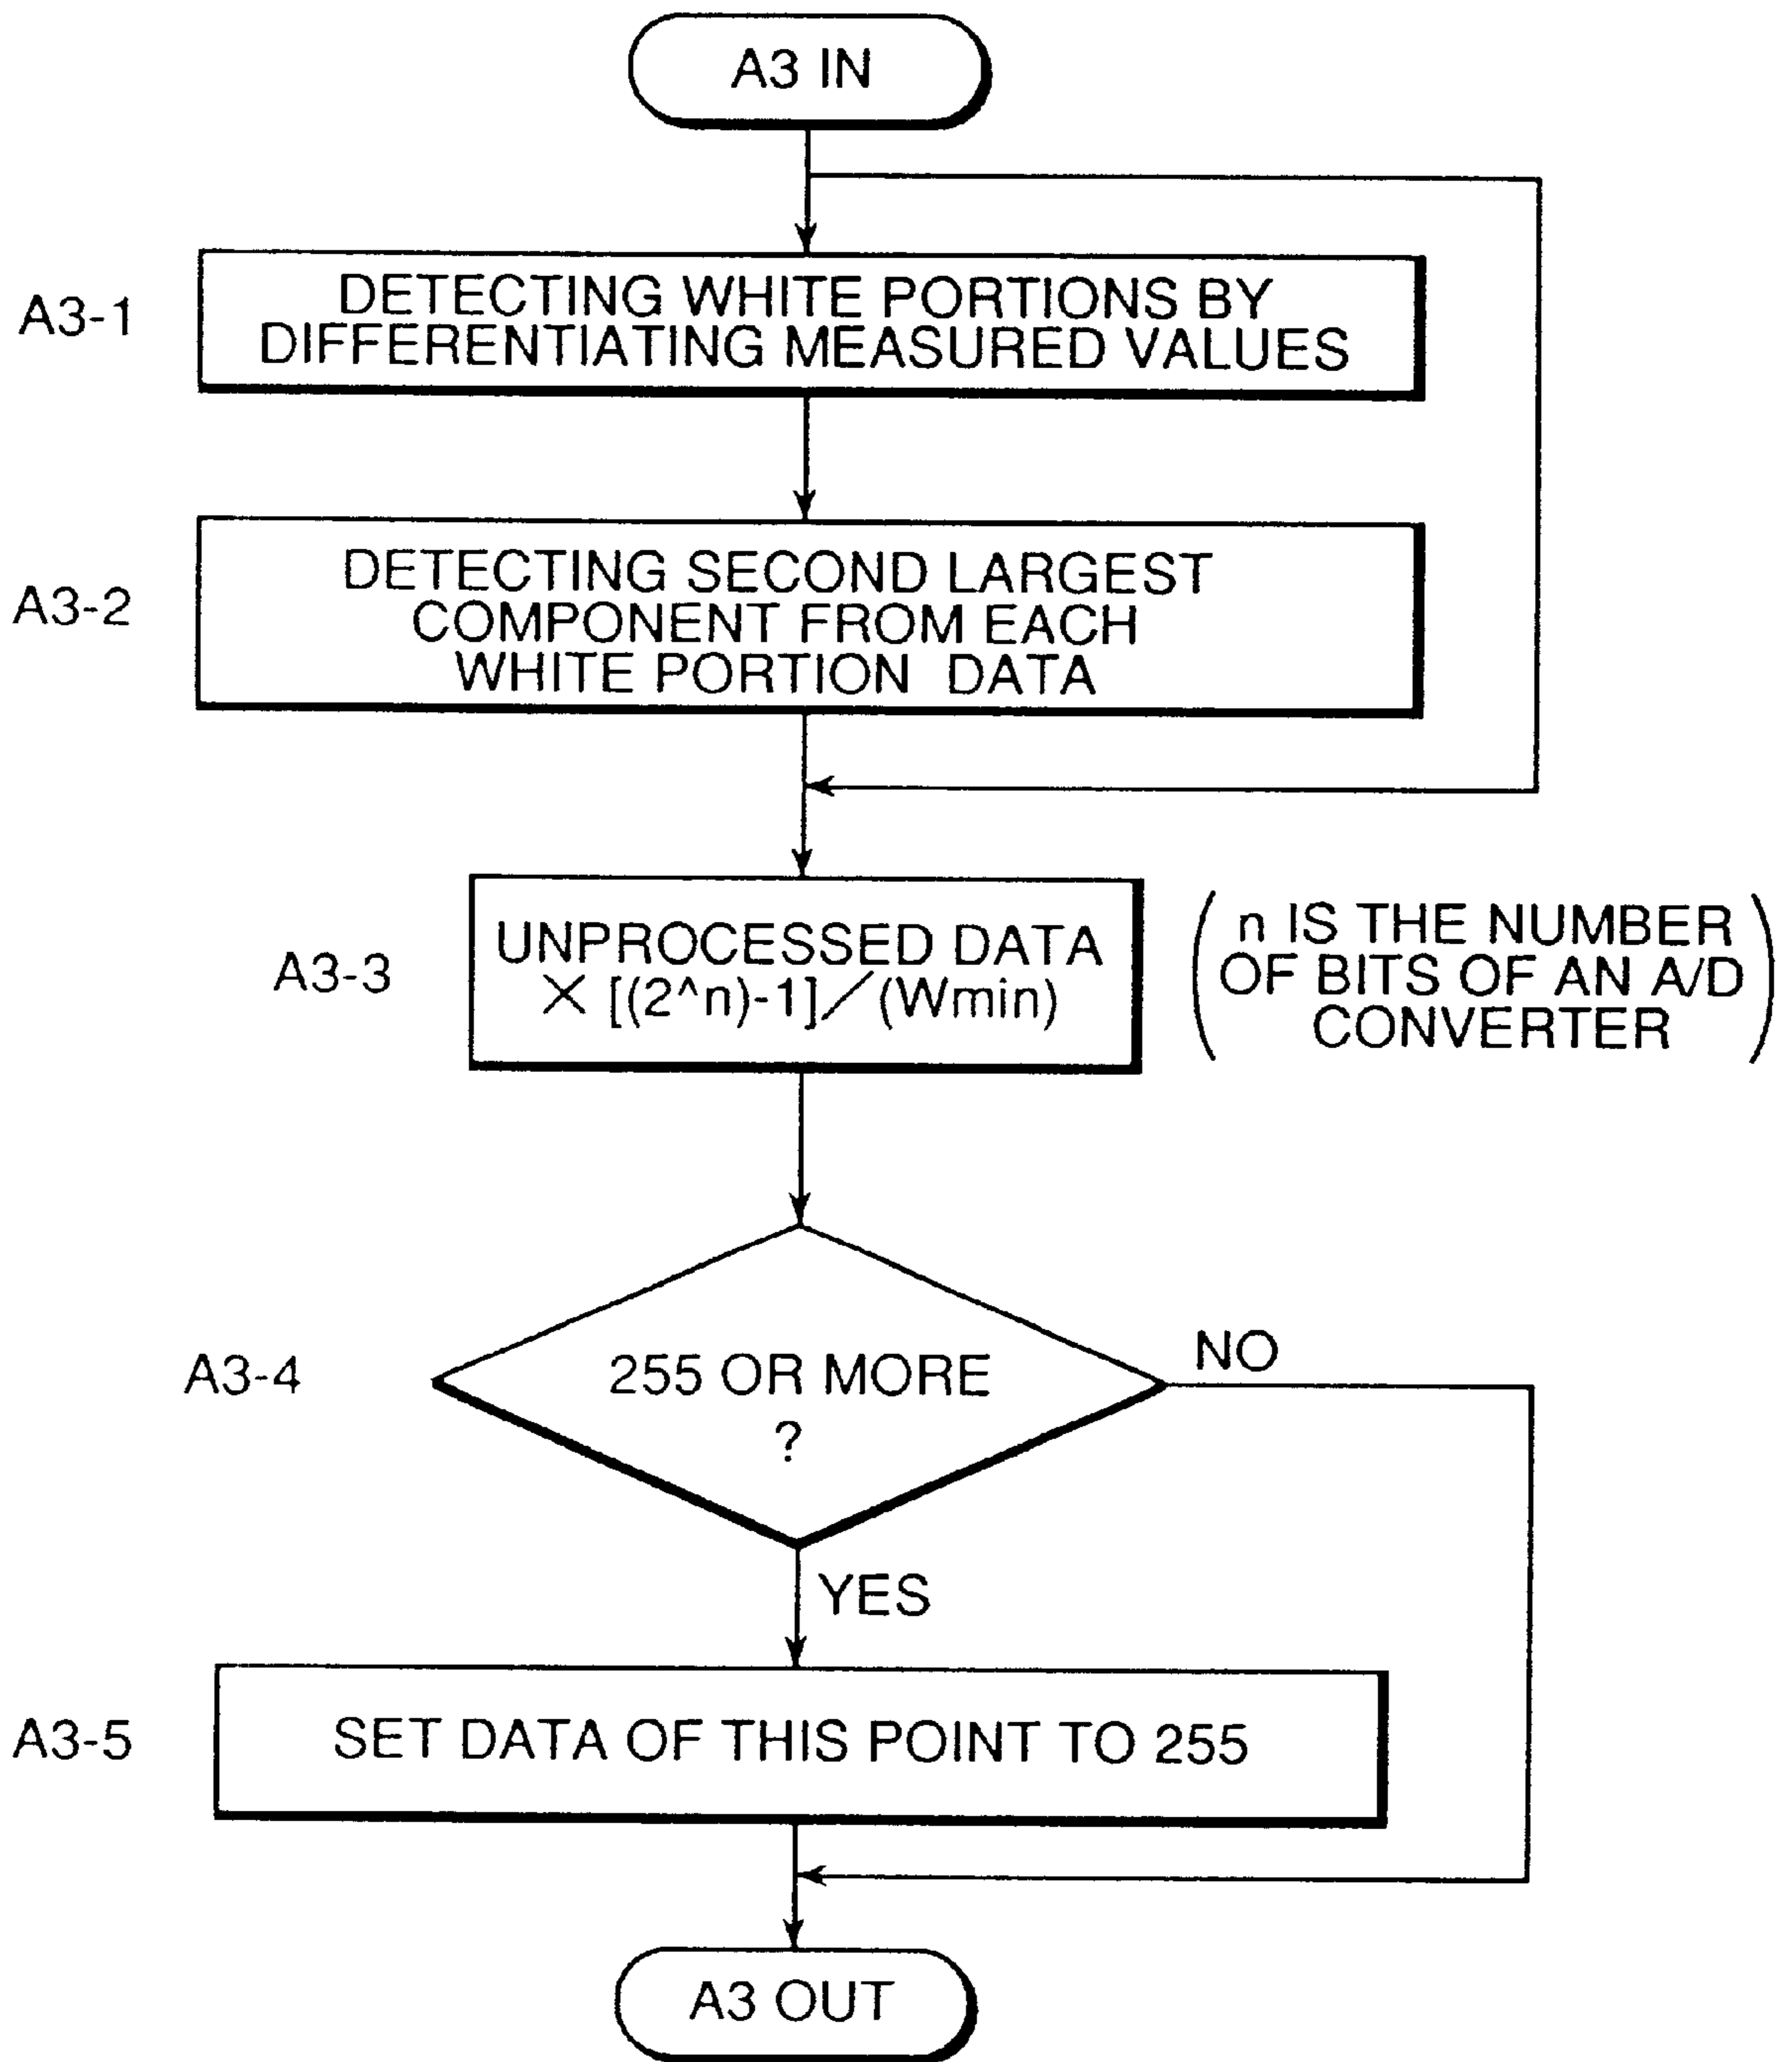 A3 IN
A3-1
DETECTING WHITE PORTIONS BY
DIFFERENTIATING MEASURED VALUES
A3-2
DETECTING SECOND LARGEST
COMPONENT FROM EACH
WHITE PORTION DATA
A3-3
UNPROCESSED DATA
× [(2^n)-1]/(Wmin)
(n IS THE NUMBER
OF BITS OF AN A/D
CONVERTER)
A3-4
255 OR MORE
?
NO
YES
A3-5
SET DATA OF THIS POINT TO 255
A3 OUT